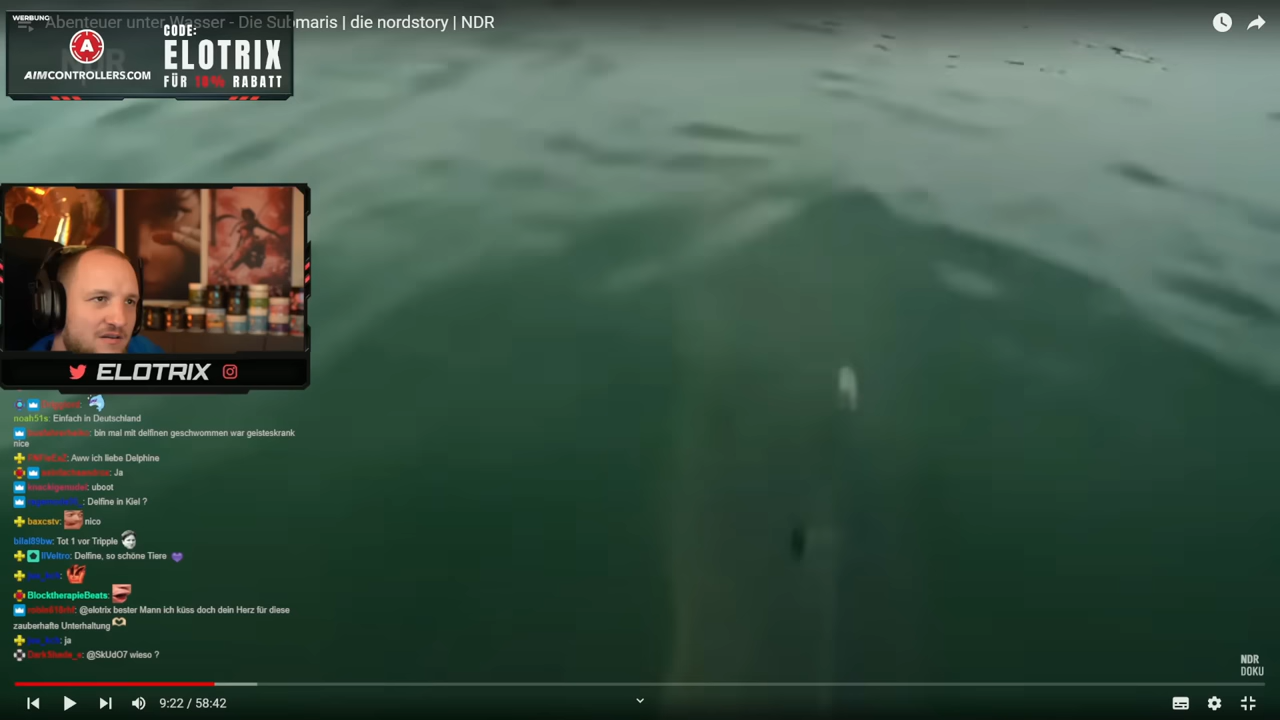 Abenteuer unter Wasser - Die Submaris | die nordstory | NDR
WERBUNG
CODE:
ELOTRIX
AIMCONTROLLERS.COM
FÜR 10% RABATT
ELOTRIX
noah51s: Einfach in Deutschland
: bin mal mit delfinen geschwommen war geisteskrank
nice
: Aww ich liebe Delphine
: Ja
: uboot
: Delfine in Kiel ?
baxcstv: nico
bilal89bw: Tot 1 vor Tripple
IlVeltro: Delfine, so schöne Tiere
BlocktherapieBeats:
: @elotrix bester Mann ich küss doch dein Herz für diese
zauberhafte Unterhaltung
: ja
DarkShade_x: @SkUdO7 wieso ?
NDR
DOKU
9:22 / 58:42